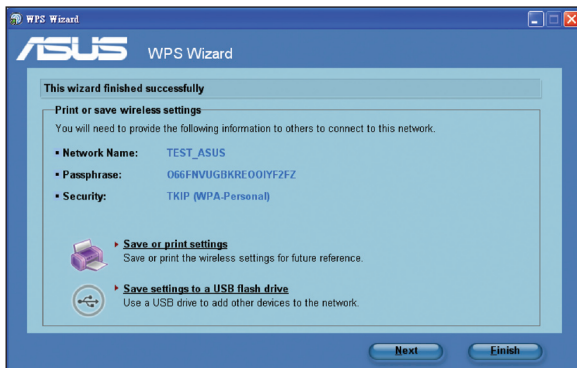 WPS Wizard
ASUS WPS Wizard
This wizard finished successfully
Print or save wireless settings
You will need to provide the following information to others to connect to this network.
▪ Network Name: TEST_ASUS
▪ Passphrase: O66FNVUGBKREOOIYF2FZ
▪ Security: TKIP (WPA-Personal)
Save or print settings
Save or print the wireless settings for future reference.
Save settings to a USB flash drive
Use a USB drive to add other devices to the network.
Next Finish